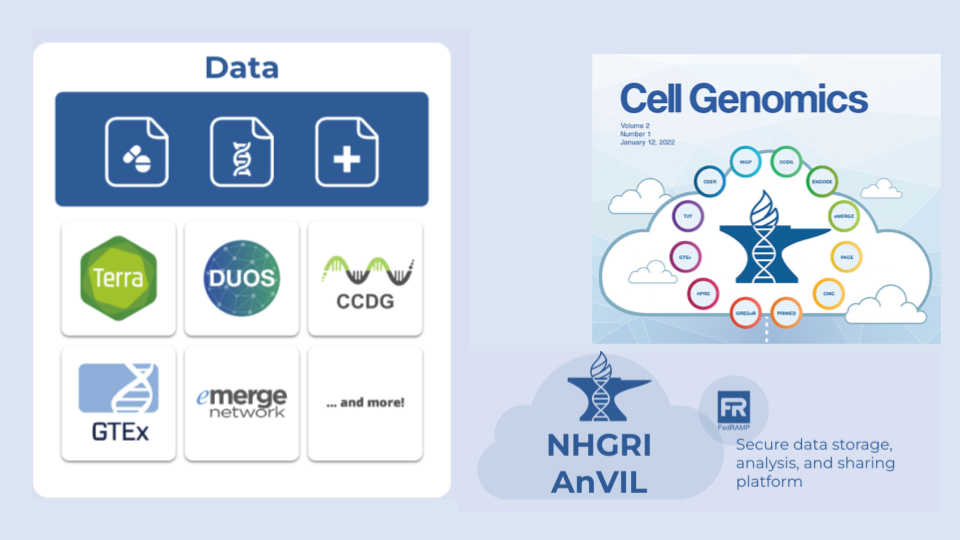 Data
Terra
DUOS
CCDG
GTEx
emerge
network
... and more!
Cell Genomics
Volume 2
Number 1
January 12, 2022
MGP
CCDG
CSER
ENCODE
T2T
eMERGE
GTEx
PAGE
HPRC
CMG
GREGoR
PRIMED
NHGRI
AnVIL
FR
FedRAMP
Secure data storage,
analysis, and sharing
platform